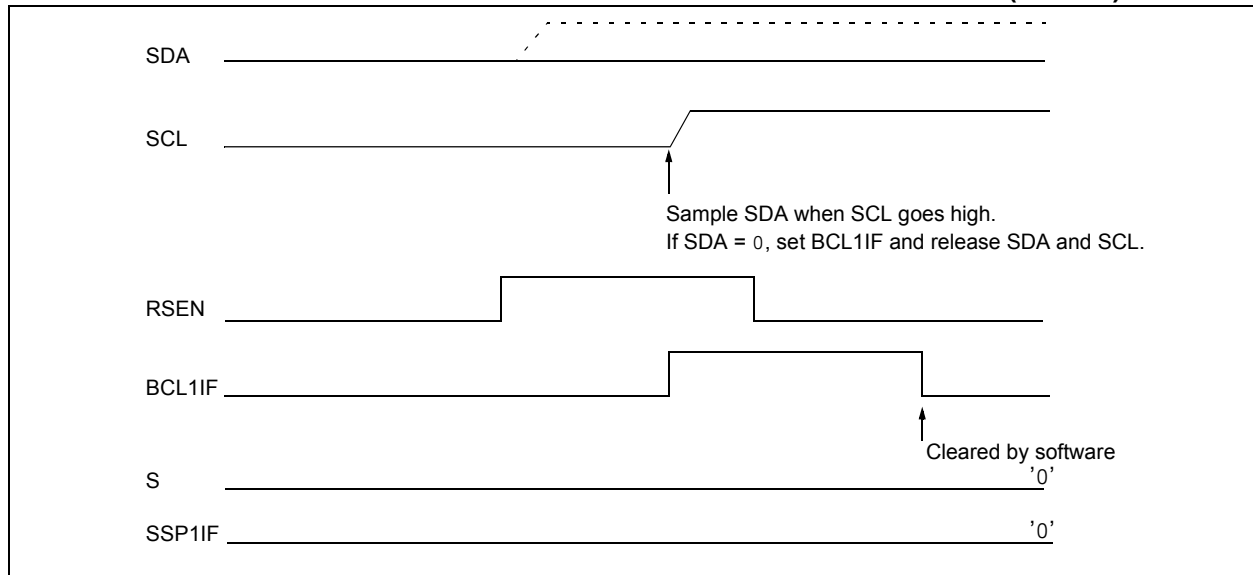 SDA
SCL
Sample SDA when SCL goes high.
If SDA = 0, set BCL1IF and release SDA and SCL.
RSEN
BCL1IF
Cleared by software
S
'0'
SSP1IF
'0'